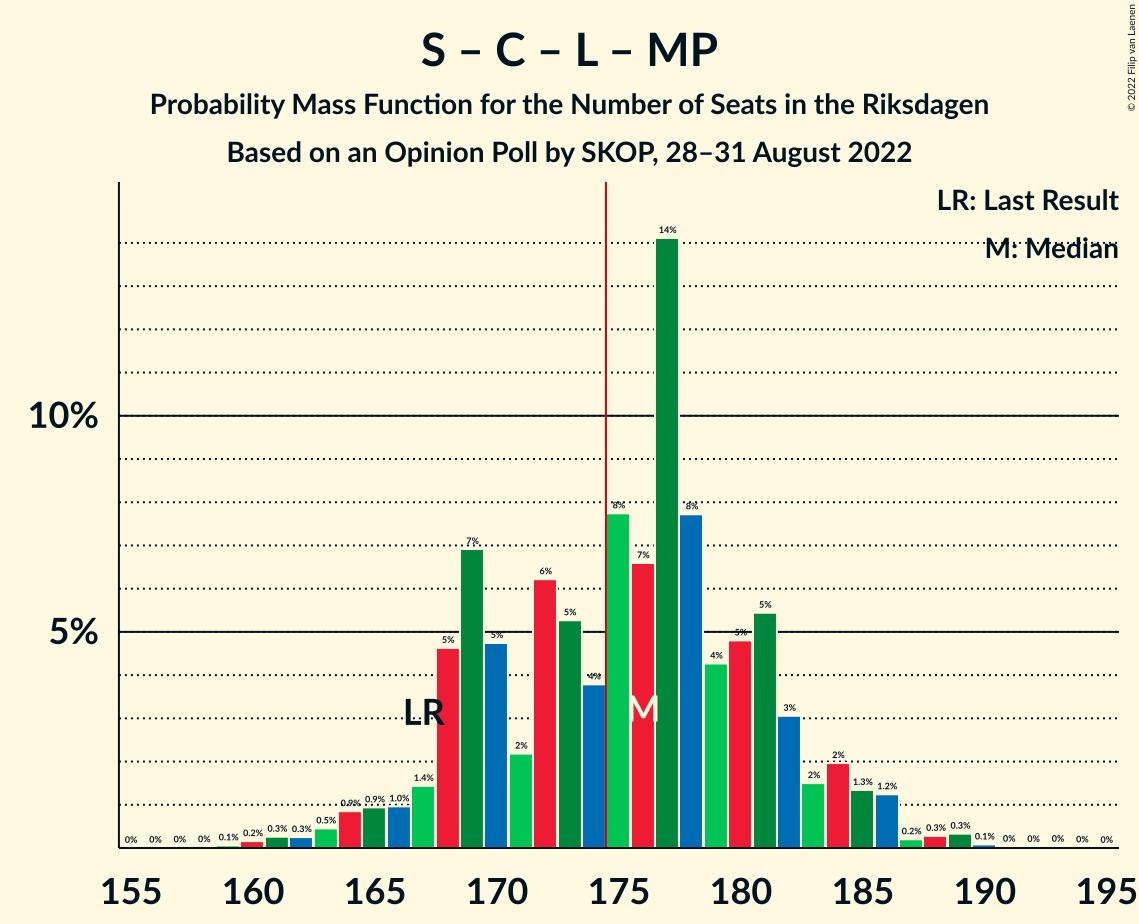 S – C – L – MP
Probability Mass Function for the Number of Seats in the Riksdagen
Based on an Opinion Poll by SKOP, 28–31 August 2022
© 2022 Filip van Laenen
LR: Last Result
M: Median
10%
5%
0% 0% 0% 0% 0.1% 0.2% 0.3% 0.3% 0.5% 0.9% 0.9% 1.0% 1.4% 5% 7% 5% 2% 6% 5% 4% 8% 7% 14% 8% 4% 5% 5% 3% 2% 2% 1.3% 1.2% 0.2% 0.3% 0.3% 0.1% 0% 0% 0% 0% 0%
LR M
155 160 165 170 175 180 185 190 195